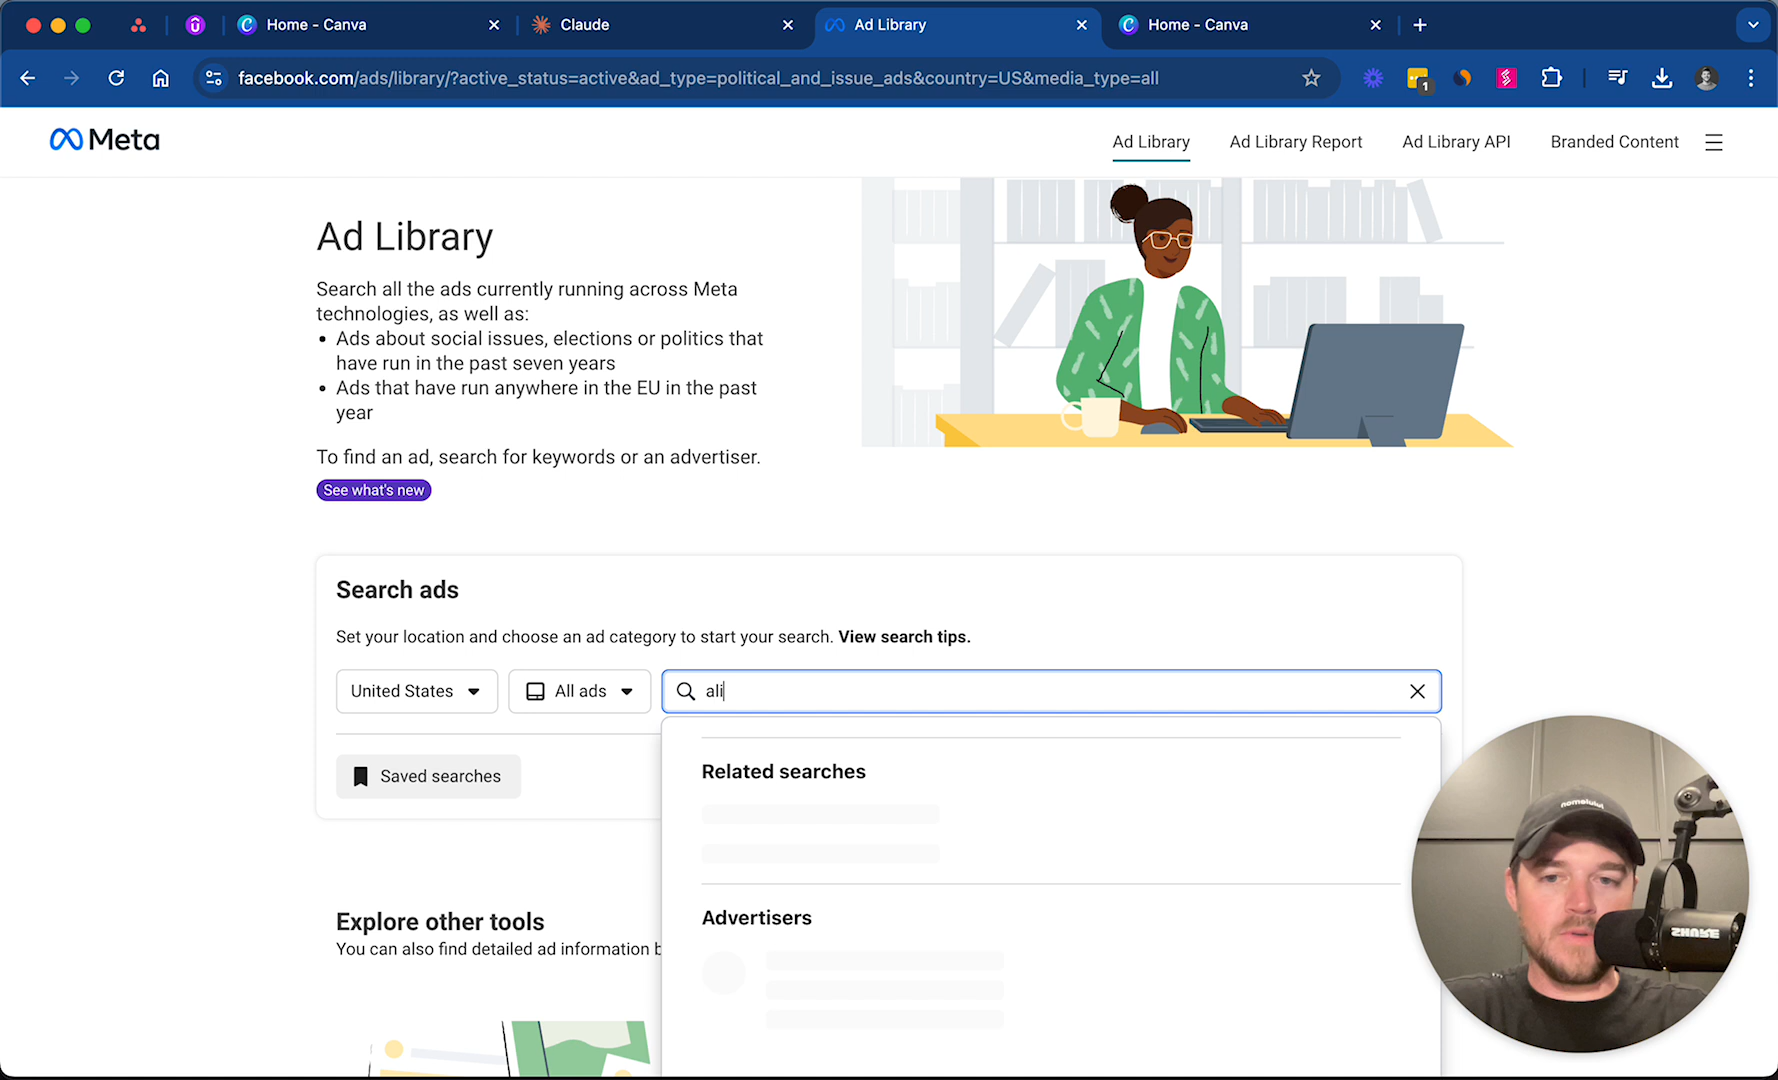 Home - Canva
Claude
Ad Library
Home - Canva
facebook.com/ads/library/?active_status=active&ad_type=political_and_issue_ads&country=US&media_type=all
1
Meta
Ad Library
Ad Library Report
Ad Library API
Branded Content
Ad Library
Search all the ads currently running across Meta
technologies, as well as:
• Ads about social issues, elections or politics that
have run in the past seven years
• Ads that have run anywhere in the EU in the past
year
To find an ad, search for keywords or an advertiser.
See what's new
Search ads
Set your location and choose an ad category to start your search. View search tips.
United States
All ads
ali
Saved searches
Related searches
Advertisers
Explore other tools
You can also find detailed ad information b
nomelului
SHURE